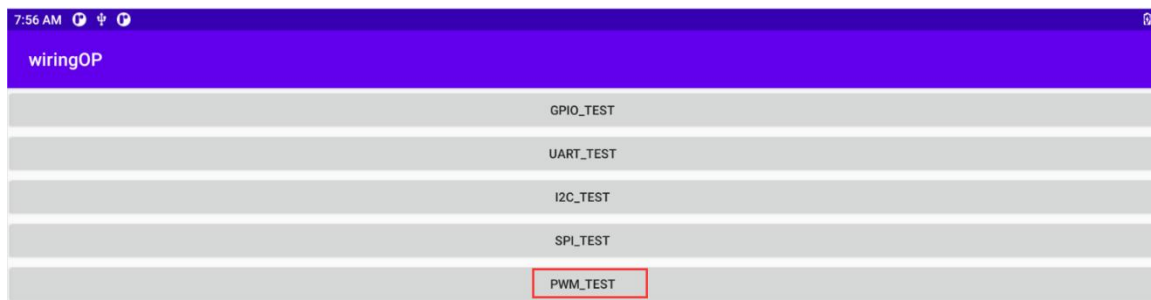 7:56 AM
wiringOP
GPIO_TEST
UART_TEST
I2C_TEST
SPI_TEST
PWM_TEST